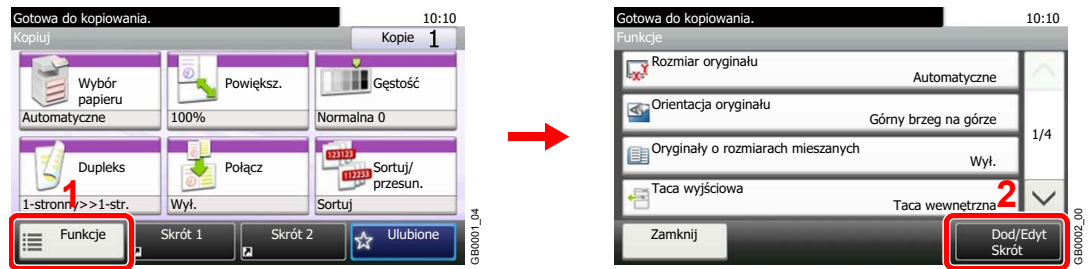 Gotowa do kopiowania.
10:10
Kopiuj
Kopie 1
Wybór
papieru
Automatyczne
Powiększ.
100%
Gęstość
Normalna 0
Dupleks
1-stronny>>1-str.
Połącz
Wył.
123123
112233
Sortuj/
przesun.
Sortuj
1
Funkcje
Skrót 1
Skrót 2
Ulubione
GB0001_04
Gotowa do kopiowania.
10:10
Funkcje
Rozmiar oryginału
Automatyczne
Orientacja oryginału
Górny brzeg na górze
Oryginały o rozmiarach mieszanych
Wył.
Taca wyjściowa
Taca wewnętrzna
1/4
2
Zamknij
Dod/Edyt
Skrót
GB0002_00